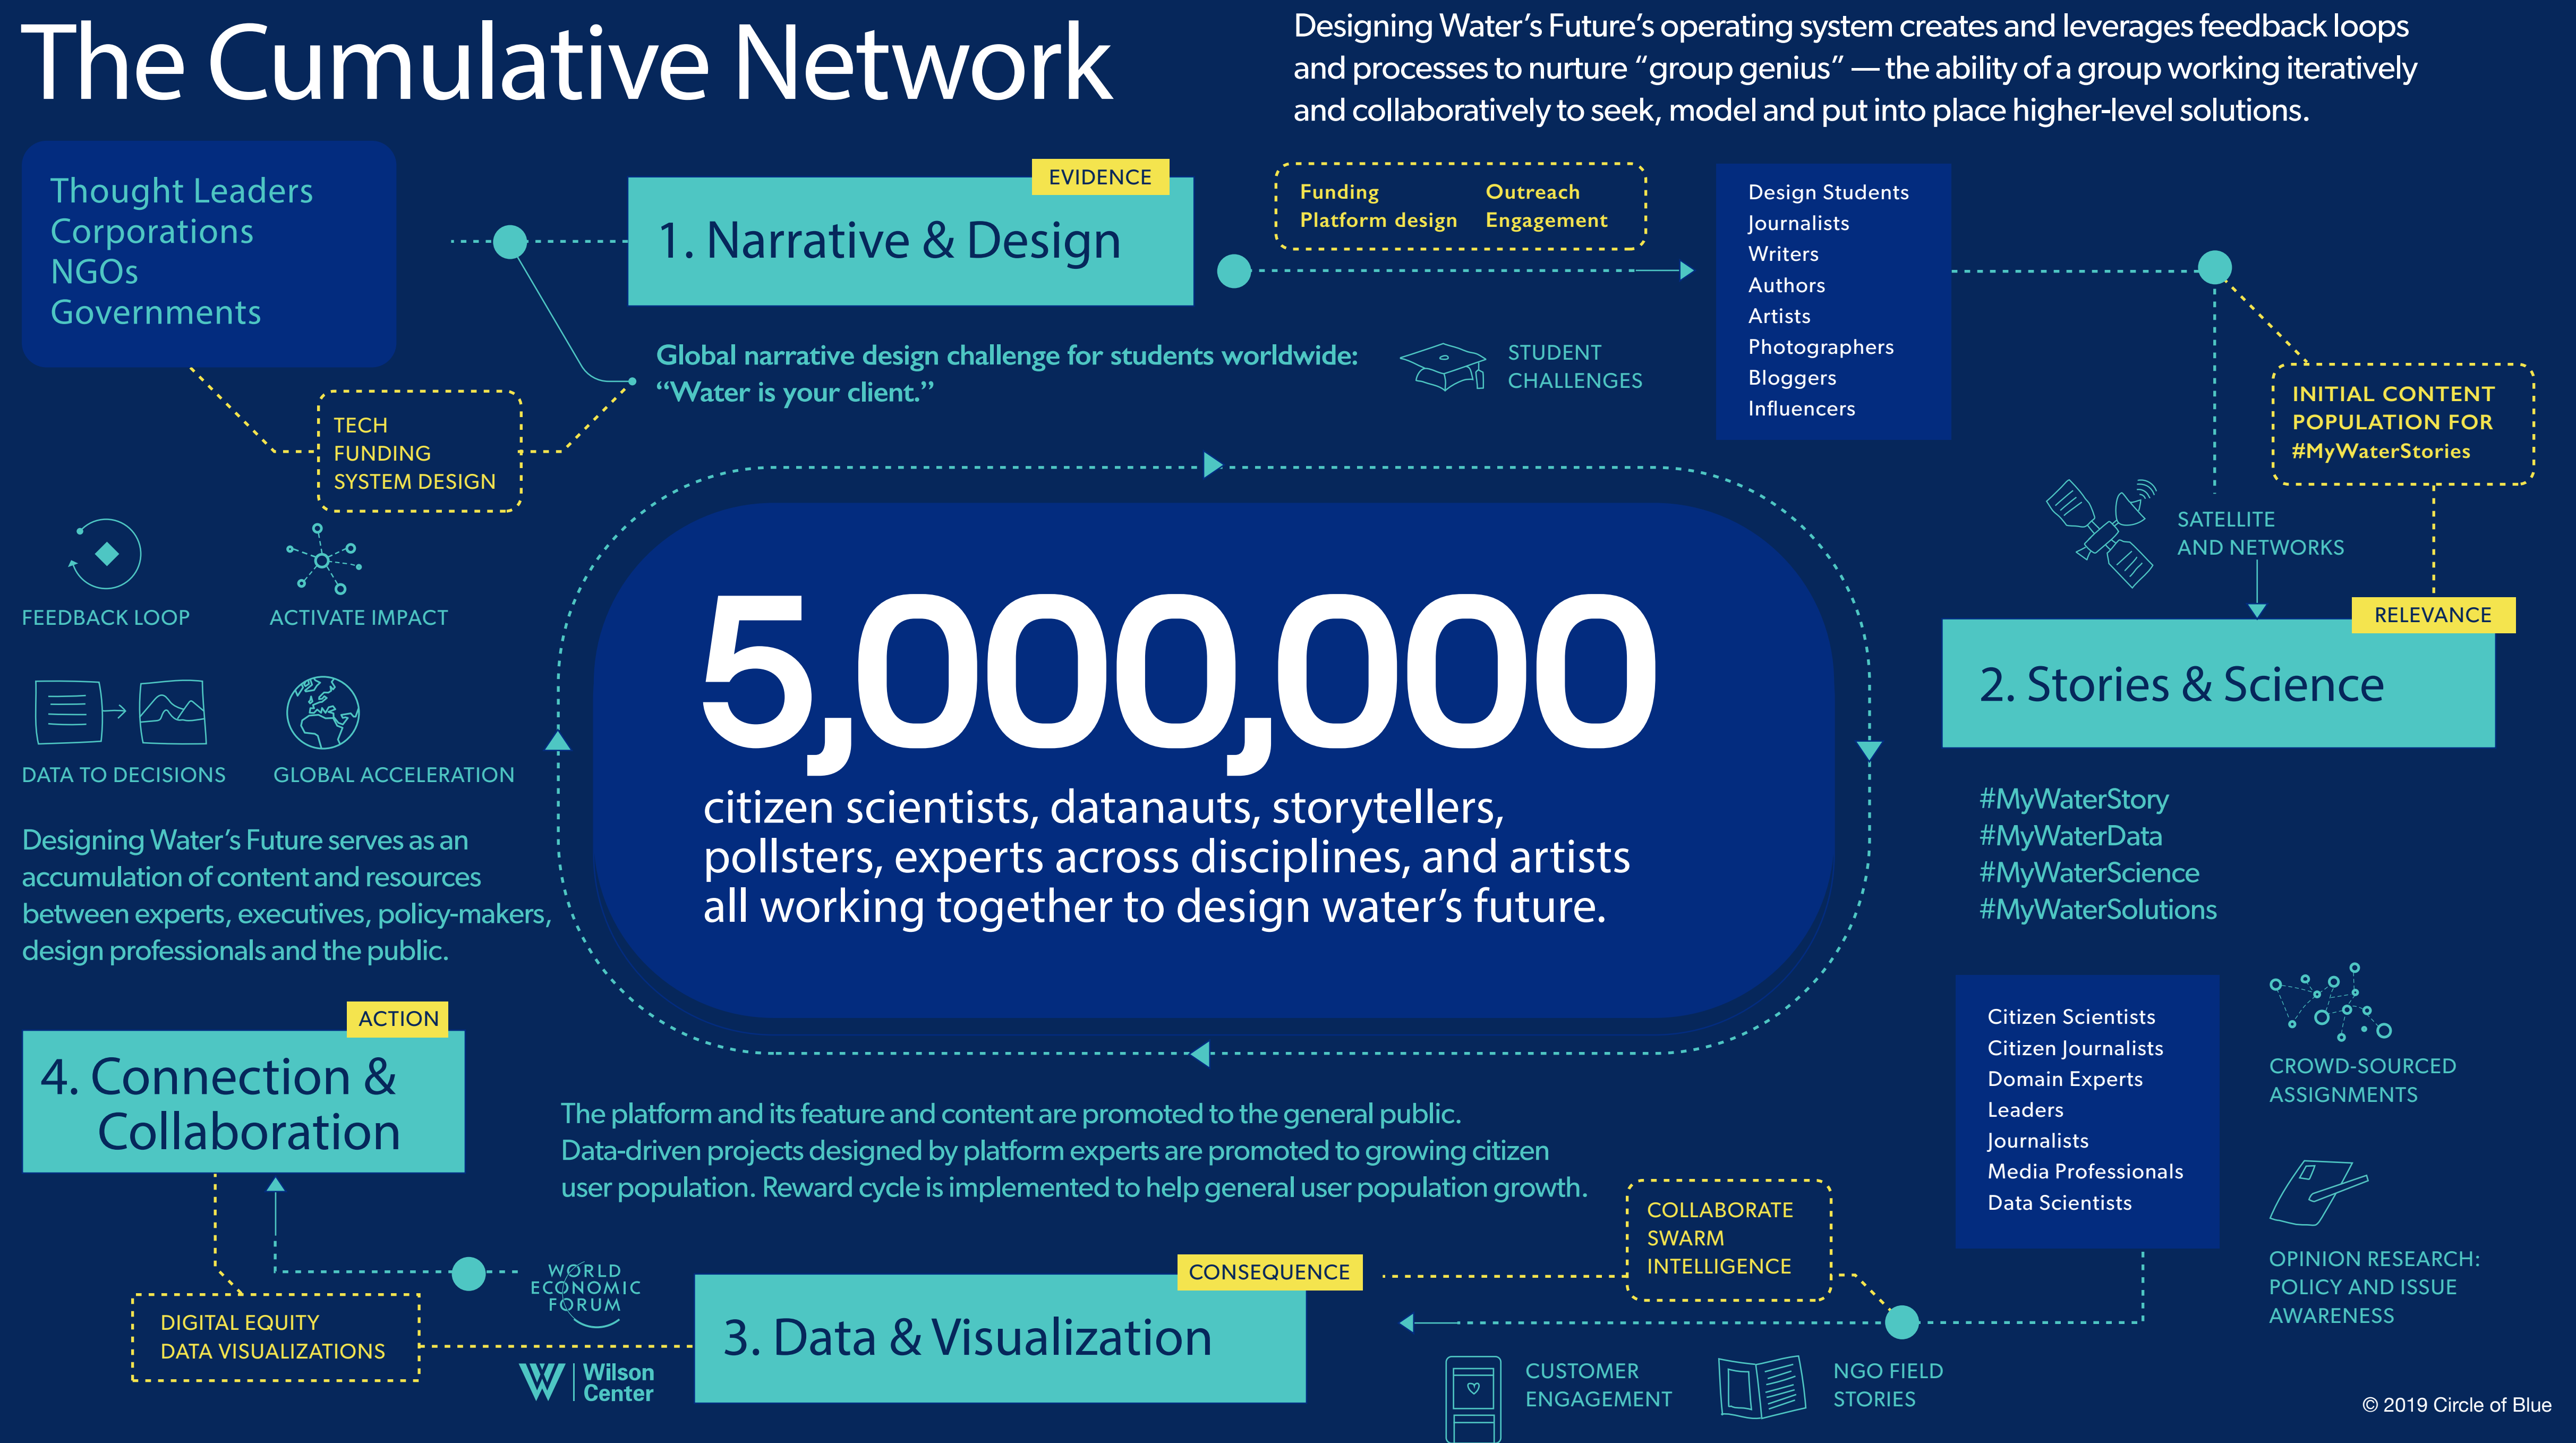 The Cumulative Network
Designing Water’s Future’s operating system creates and leverages feedback loops
and processes to nurture “group genius” — the ability of a group working iteratively
and collaboratively to seek, model and put into place higher-level solutions.
Thought Leaders
Corporations
NGOs
Governments
TECH
FUNDING
SYSTEM DESIGN
EVIDENCE
1. Narrative & Design
Global narrative design challenge for students worldwide:
“Water is your client.”
STUDENT
CHALLENGES
Funding
Platform design
Outreach
Engagement
Design Students
Journalists
Writers
Authors
Artists
Photographers
Bloggers
Influencers
INITIAL CONTENT
POPULATION FOR
#MyWaterStories
SATELLITE
AND NETWORKS
RELEVANCE
2. Stories & Science
#MyWaterStory
#MyWaterData
#MyWaterScience
#MyWaterSolutions
Citizen Scientists
Citizen Journalists
Domain Experts
Leaders
Journalists
Media Professionals
Data Scientists
CROWD-SOURCED
ASSIGNMENTS
OPINION RESEARCH:
POLICY AND ISSUE
AWARENESS
FEEDBACK LOOP
ACTIVATE IMPACT
DATA TO DECISIONS
GLOBAL ACCELERATION
Designing Water’s Future serves as an
accumulation of content and resources
between experts, executives, policy-makers,
design professionals and the public.
5,000,000
citizen scientists, datanauts, storytellers,
pollsters, experts across disciplines, and artists
all working together to design water’s future.
The platform and its feature and content are promoted to the general public.
Data-driven projects designed by platform experts are promoted to growing citizen
user population. Reward cycle is implemented to help general user population growth.
COLLABORATE
SWARM
INTELLIGENCE
CONSEQUENCE
3. Data & Visualization
CUSTOMER
ENGAGEMENT
NGO FIELD
STORIES
ACTION
4. Connection &
Collaboration
DIGITAL EQUITY
DATA VISUALIZATIONS
WORLD
ECONOMIC
FORUM
Wilson
Center
© 2019 Circle of Blue